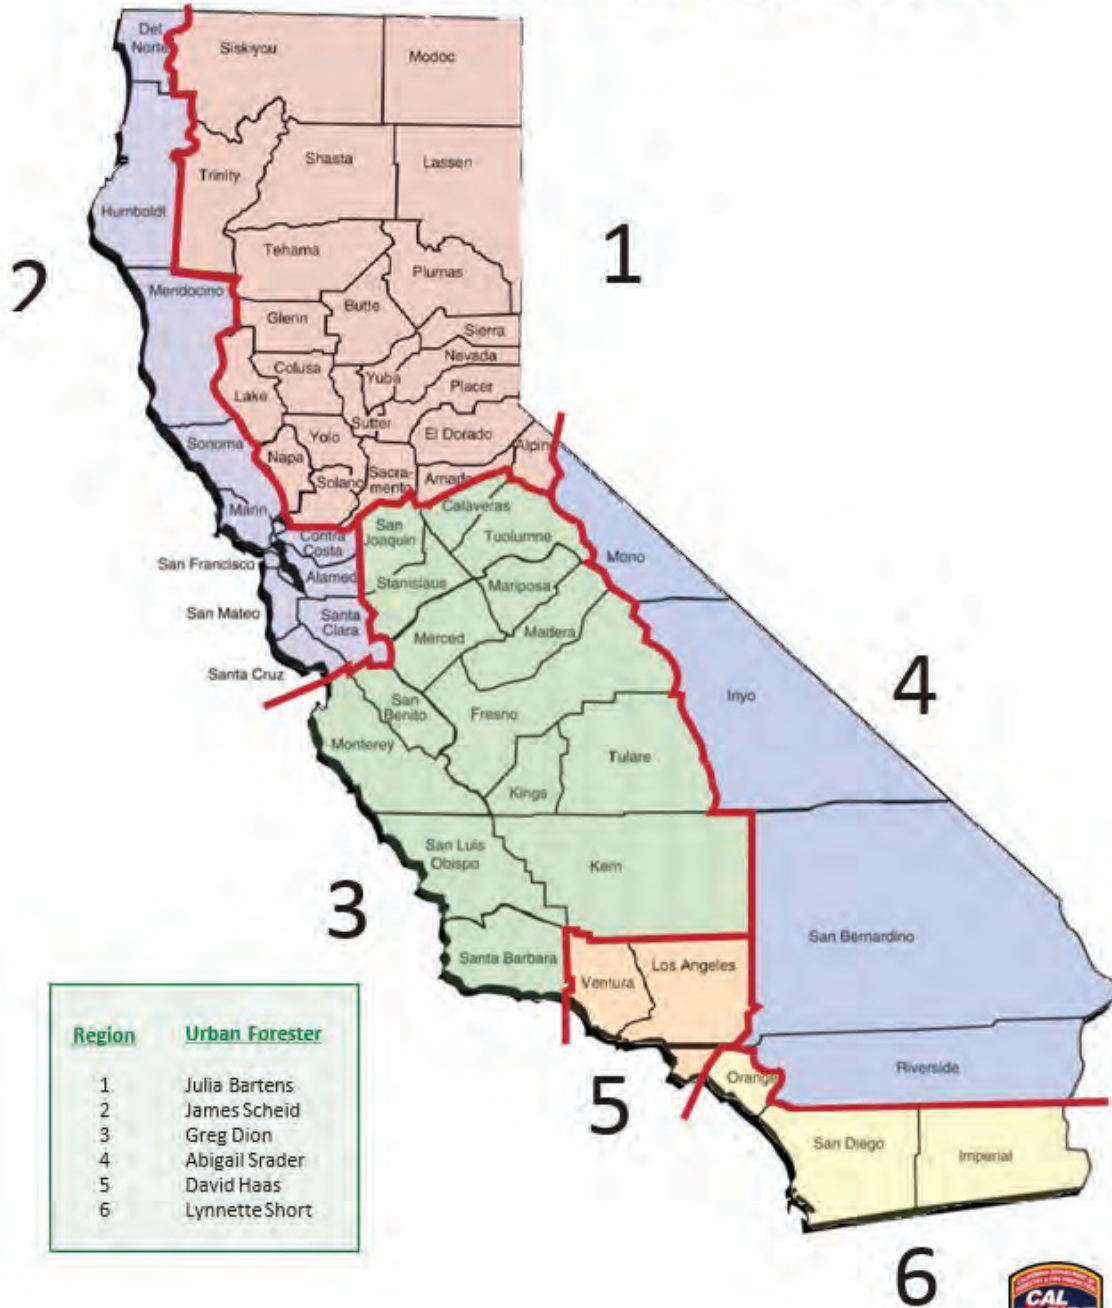 Del
Norte
Siskiyou
Modoc
Shasta
Lassen
Trinity
Humboldt
1
Tehama
Plumas
2
Mendocino
Butte
Glenn
Sierra
Nevada
Colusa
Yuba
Placer
Lake
Sutter
El Dorado
Yolo
Sonoma
Alpin
Napa
Sacra-
mento
Amado
Solano
Calaveras
Marin
San
Joaquin
Contra
Costa
Tuolumne
Mono
San Francisco
Alamed
Stanislaus
Mariposa
San Mateo
Santa
Clara
Merced
Madera
Santa Cruz
4
Inyo
San
Benito
Fresno
Monterey
Tulare
Kings
San Luis
Obispo
Kern
3
San Bernardino
Santa Barbara
Los Angeles
Ventura
Riverside
Orange
5
San Diego
Imperial
6
Region Urban Forester
1 Julia Bartens
2 James Scheid
3 Greg Dion
4 Abigail Srader
5 David Haas
6 Lynnette Short
CAL